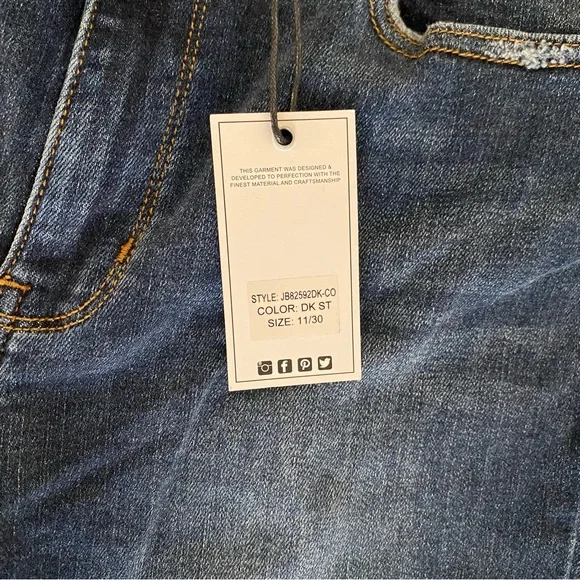 THIS GARMENT WAS DESIGNED &
DEVELOPED TO PERFECTION WITH THE
FINEST MATERIAL AND CRAFTSMANSHIP
STYLE: JB82592DK-CO
COLOR: DK ST
SIZE: 11/30